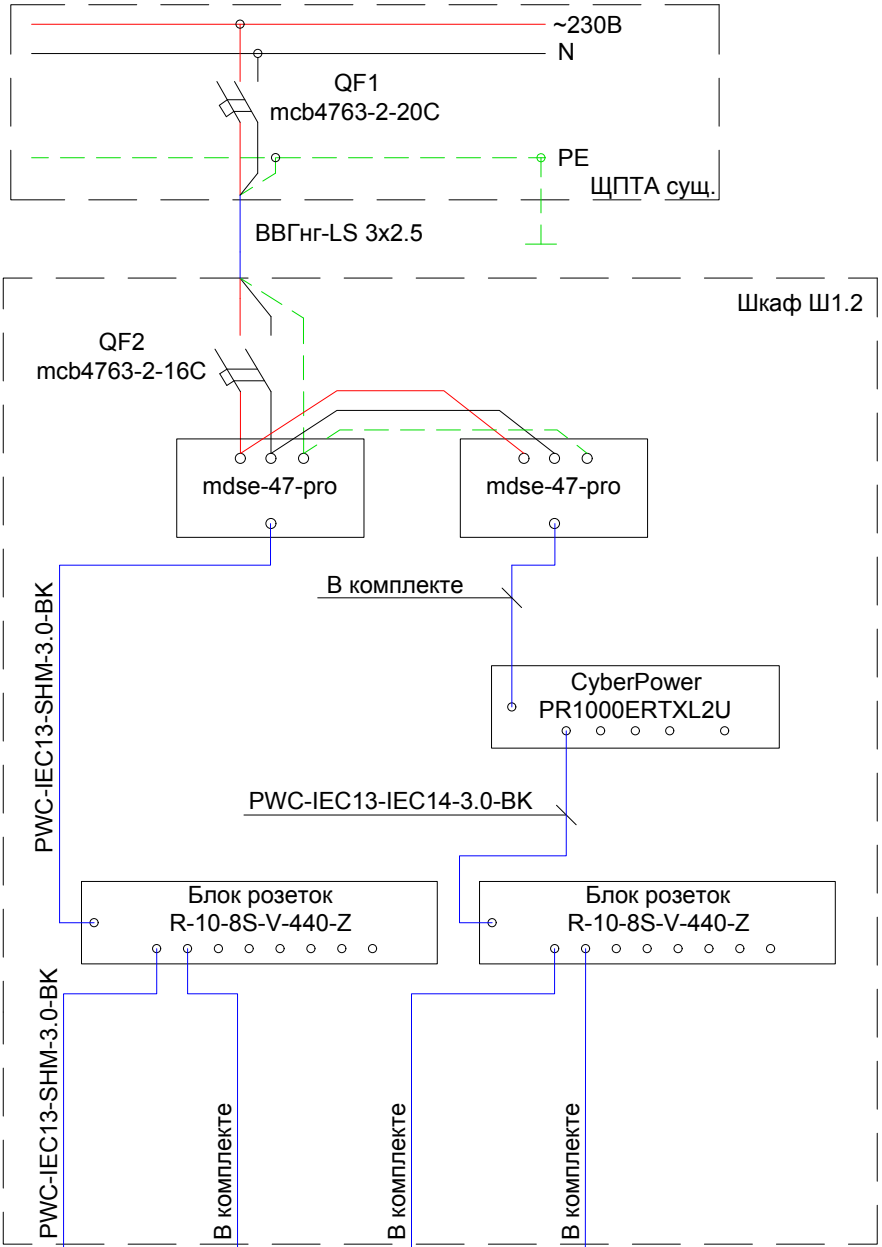 ~230В
N
QF1
mcb4763-2-20C
PE
ЩПТА сущ.
ВВГнг-LS 3x2.5
Шкаф Ш1.2
QF2
mcb4763-2-16C
mdse-47-pro
mdse-47-pro
PWC-IEC13-SHM-3.0-BK
В комплекте
CyberPower
PR1000ERTXL2U
PWC-IEC13-IEC14-3.0-BK
Блок розеток
R-10-8S-V-440-Z
Блок розеток
R-10-8S-V-440-Z
PWC-IEC13-SHM-3.0-BK
В комплекте
В комплекте
В комплекте